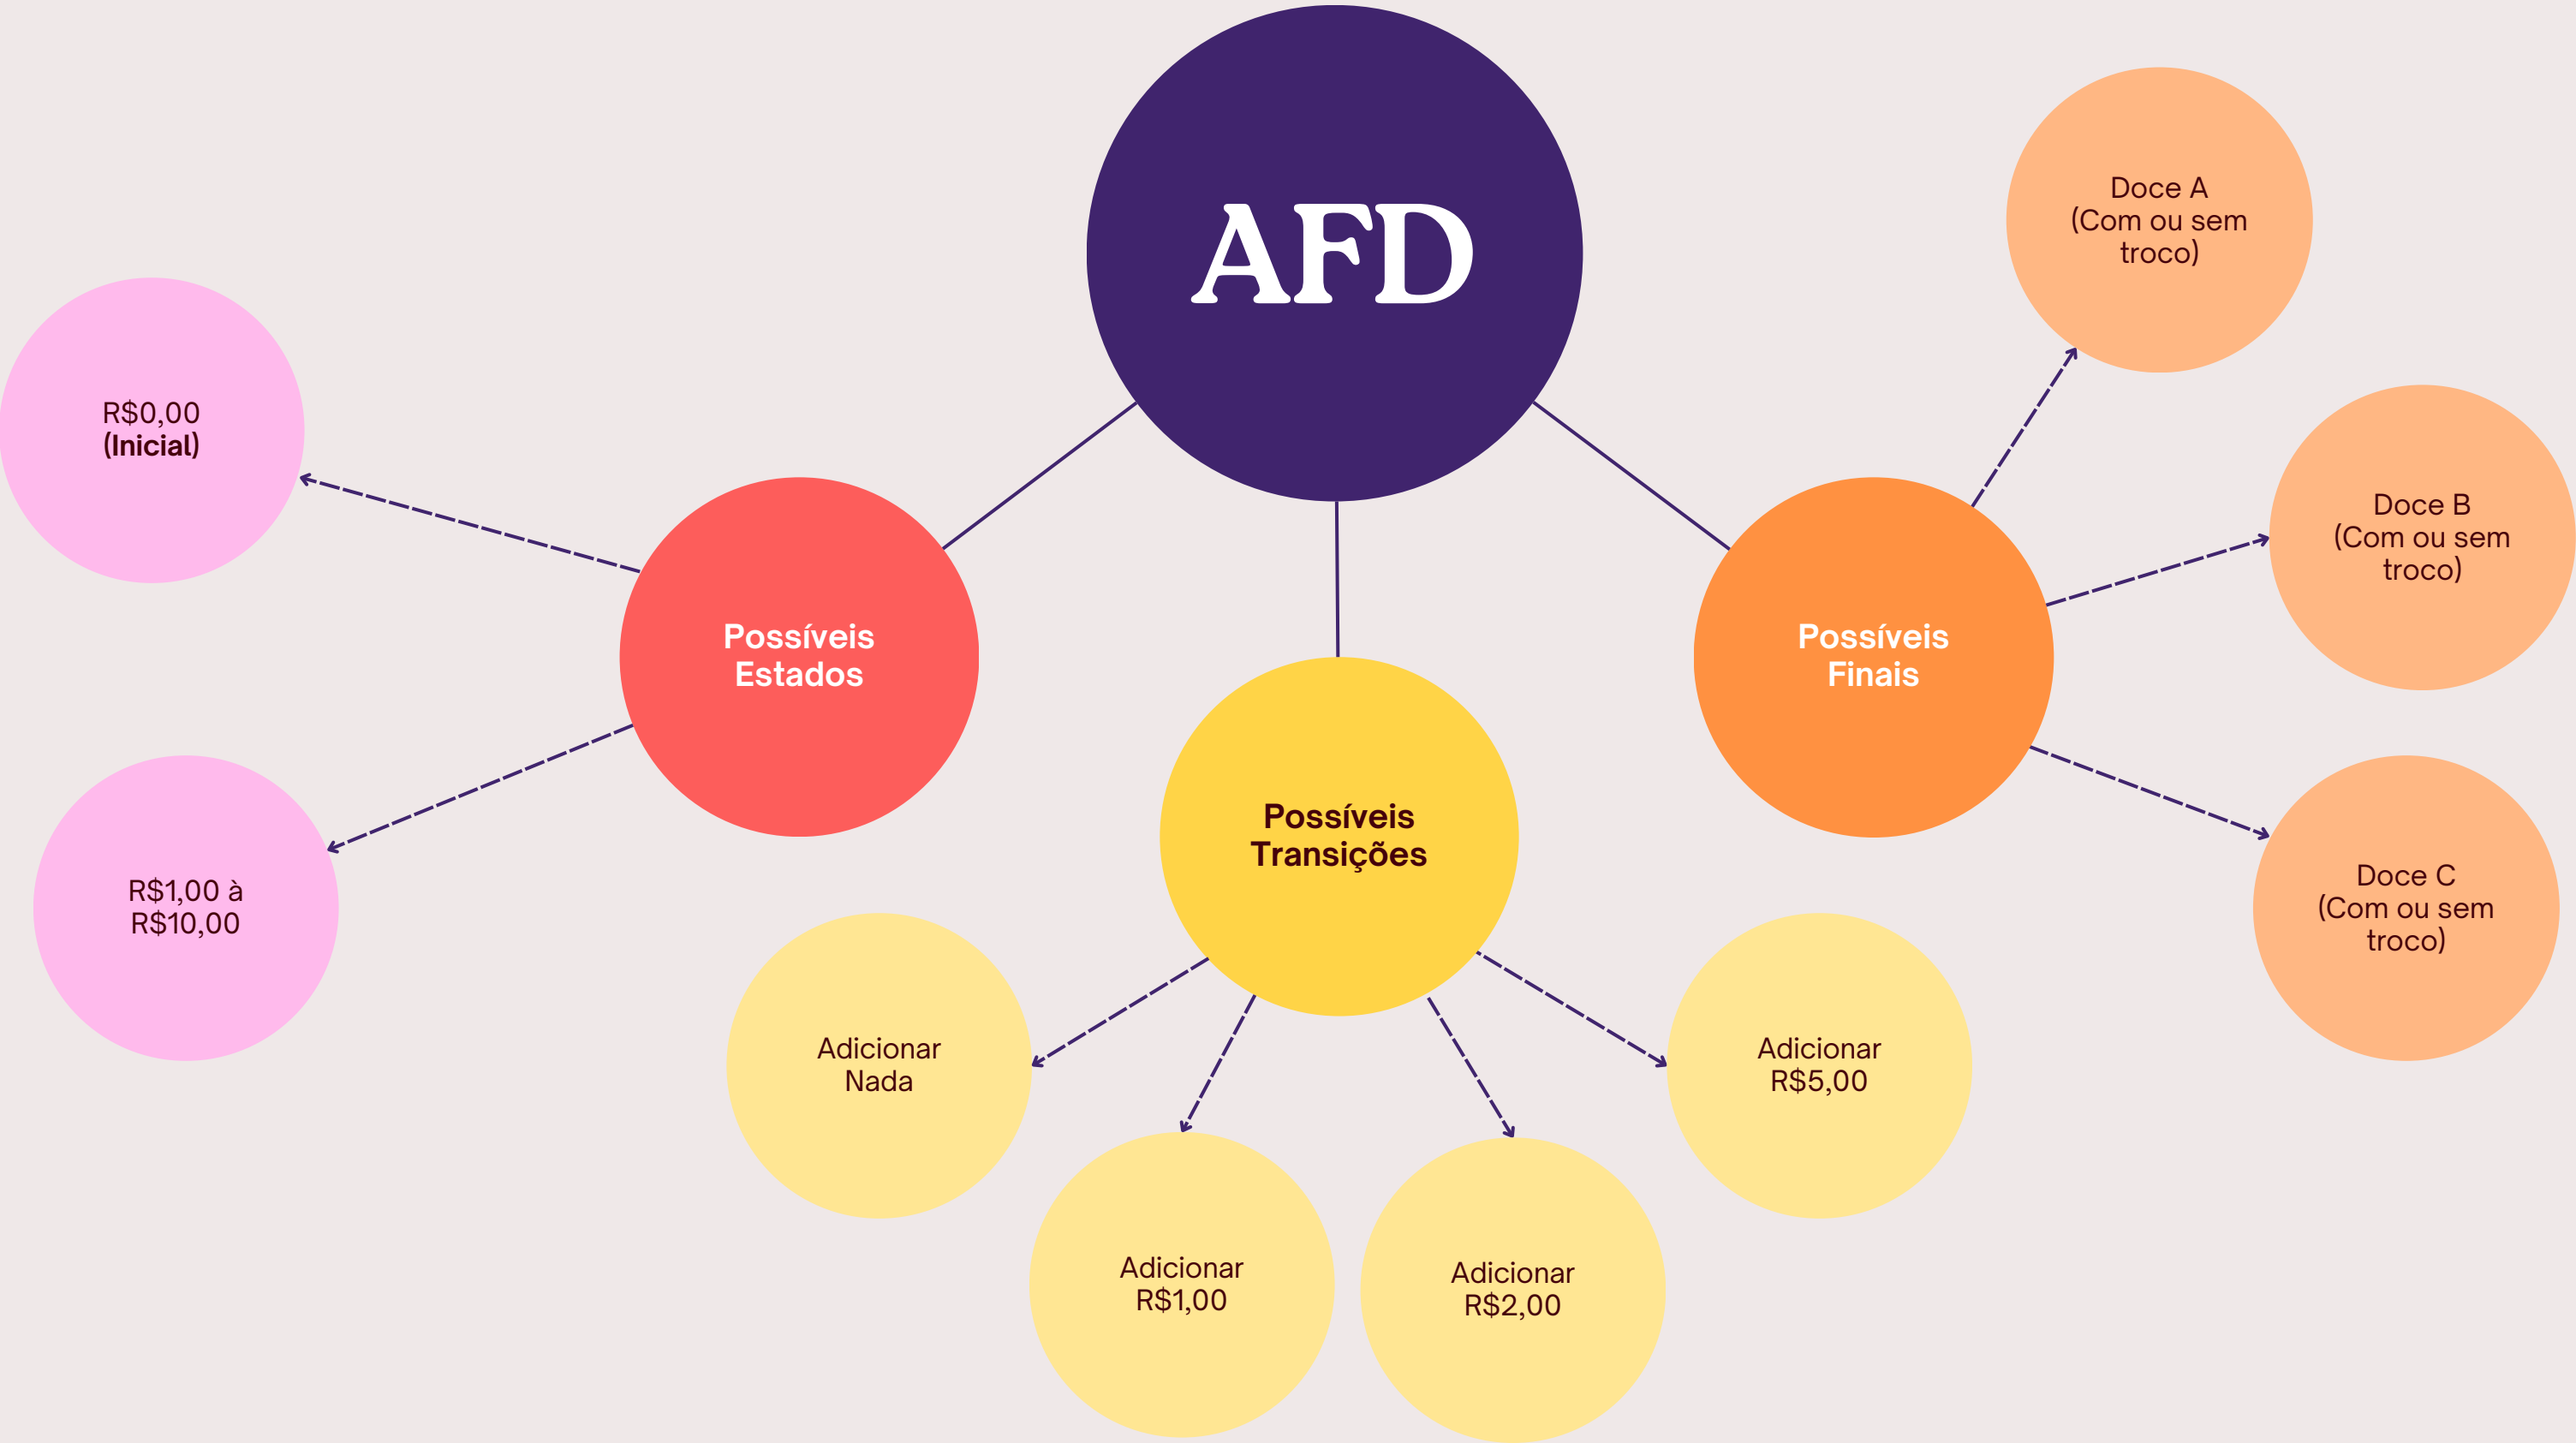 AFD
Possíveis
Estados
R$0,00
(Inicial)
R$1,00 à
R$10,00
Possíveis
Transições
Adicionar
Nada
Adicionar
R$1,00
Adicionar
R$2,00
Adicionar
R$5,00
Possíveis
Finais
Doce A
(Com ou sem
troco)
Doce B
(Com ou sem
troco)
Doce C
(Com ou sem
troco)